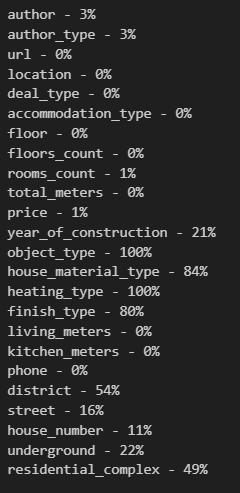 author - 3%
author_type - 3%
url - 0%
location - 0%
deal_type - 0%
accommodation_type - 0%
floor - 0%
floors_count - 0%
rooms_count - 1%
total_meters - 0%
price - 1%
year_of_construction - 21%
object_type - 100%
house_material_type - 84%
heating_type - 100%
finish_type - 80%
living_meters - 0%
kitchen_meters - 0%
phone - 0%
district - 54%
street - 16%
house_number - 11%
underground - 22%
residential_complex - 49%